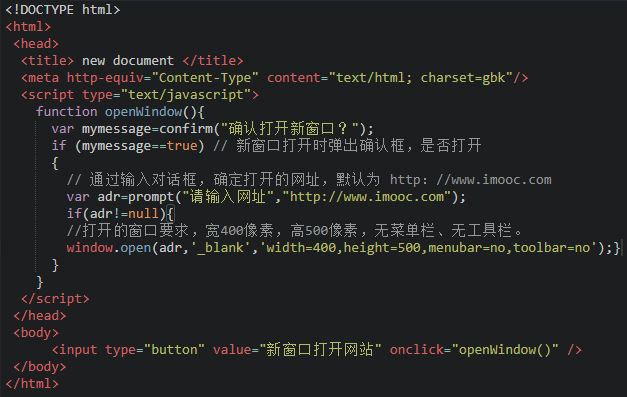 <!DOCTYPE html>
<html>
<head>
<title> new document </title>
<meta http-equiv="Content-Type" content="text/html; charset=gbk"/>
<script type="text/javascript">
function openWindow(){
var mymessage=confirm("确认打开新窗口？");
if (mymessage==true) // 新窗口打开时弹出确认框，是否打开
{
// 通过输入对话框，确定打开的网址，默认为 http: //www.imooc.com
var adr=prompt("请输入网址","http://www.imooc.com");
if(adr!=null){
//打开的窗口要求，宽400像素，高500像素，无菜单栏、无工具栏。
window.open(adr,'_blank','width=400,height=500,menubar=no,toolbar=no');}
}
}
</script>
</head>
<body>
<input type="button" value="新窗口打开网站" onclick="openWindow()" />
</body>
</html>